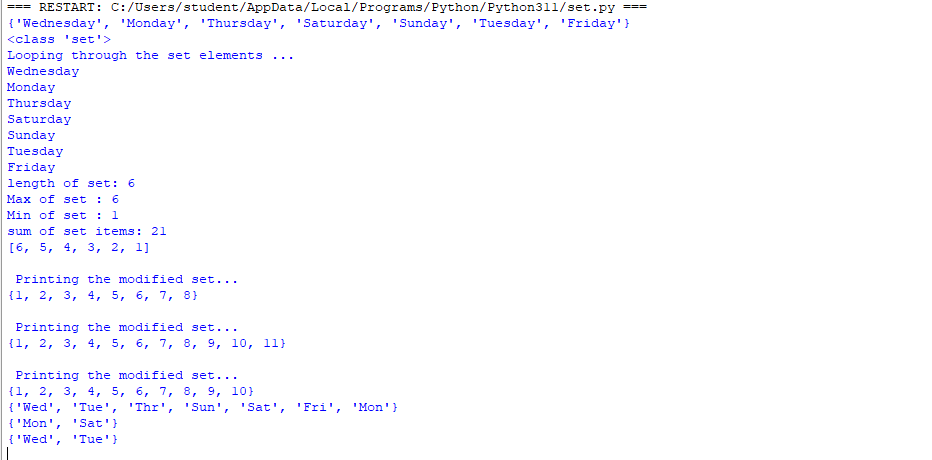 === RESTART: C:/Users/student/AppData/Local/Programs/Python/Python311/set.py ===
{'Wednesday', 'Monday', 'Thursday', 'Saturday', 'Sunday', 'Tuesday', 'Friday'}
<class 'set'>
Looping through the set elements ...
Wednesday
Monday
Thursday
Saturday
Sunday
Tuesday
Friday
length of set: 6
Max of set : 6
Min of set : 1
sum of set items: 21
[6, 5, 4, 3, 2, 1]
Printing the modified set...
{1, 2, 3, 4, 5, 6, 7, 8}
Printing the modified set...
{1, 2, 3, 4, 5, 6, 7, 8, 9, 10, 11}
Printing the modified set...
{1, 2, 3, 4, 5, 6, 7, 8, 9, 10}
{'Wed', 'Tue', 'Thr', 'Sun', 'Sat', 'Fri', 'Mon'}
{'Mon', 'Sat'}
{'Wed', 'Tue'}